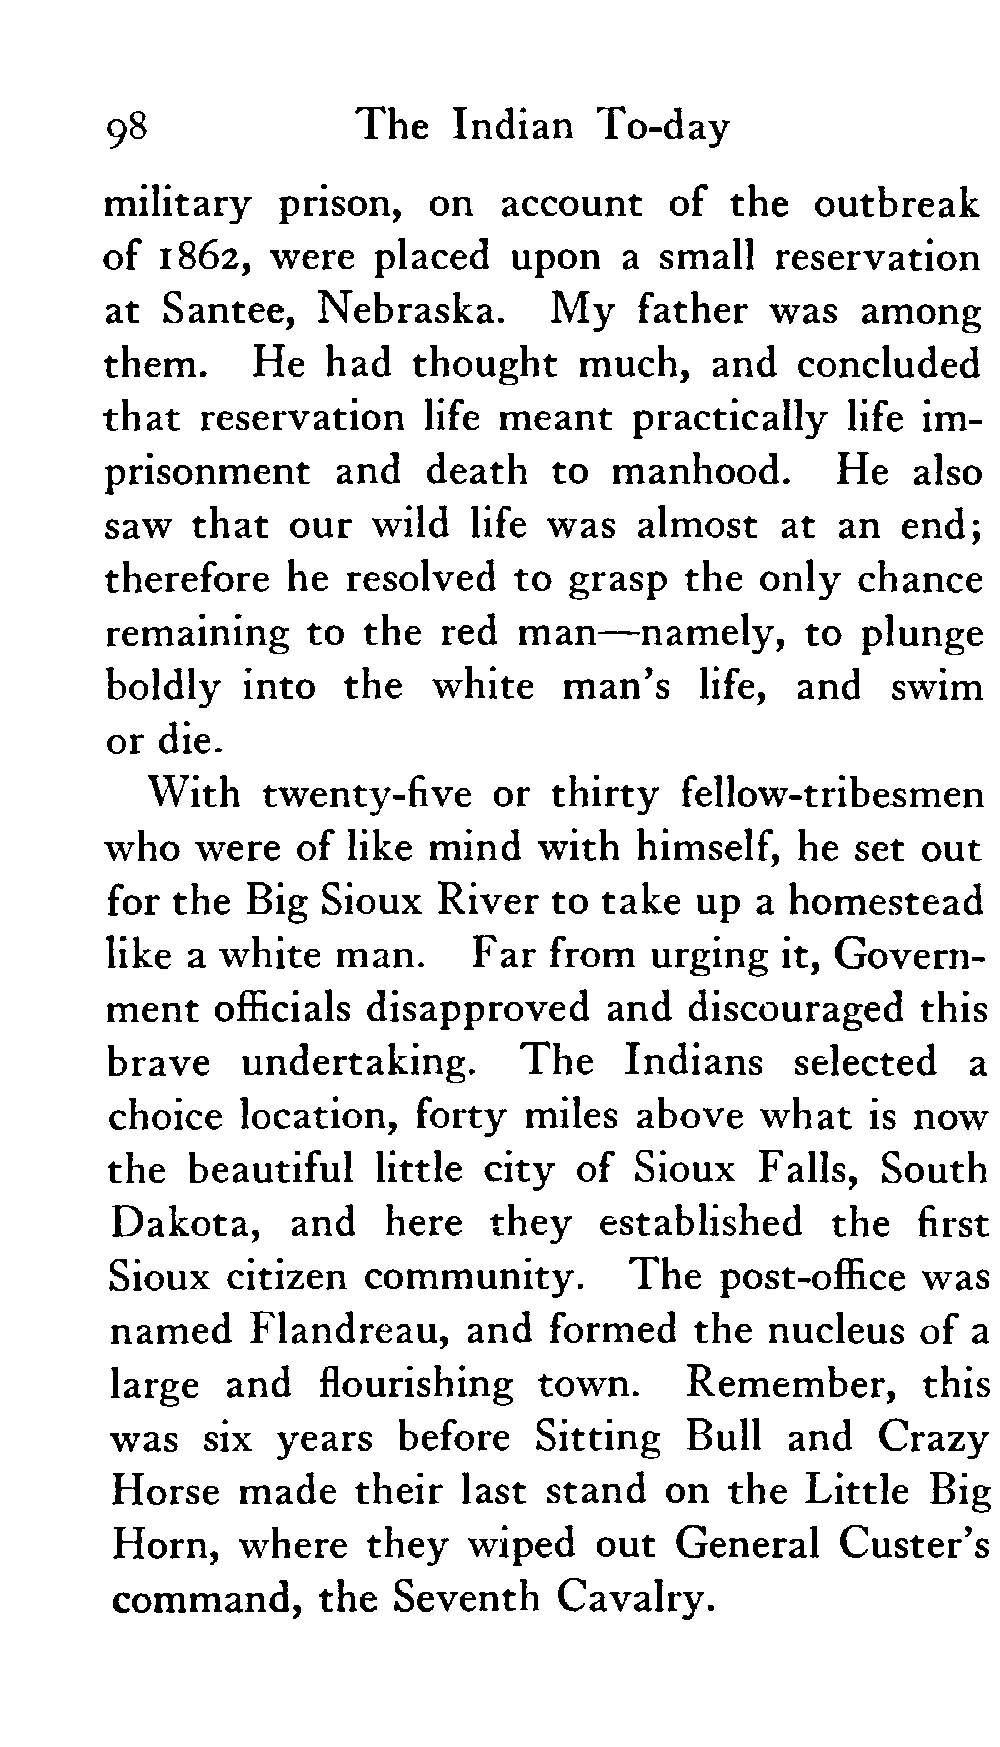 98 The Indian To-day
military prison, on account of the outbreak
of 1862, were placed upon a small reservation
at Santee, Nebraska. My father was among
them. He had thought much, and concluded
that reservation life meant practically life im-
prisonment and death to manhood. He also
saw that our wild life was almost at an end;
therefore he resolved to grasp the only chance
remaining to the red man—namely, to plunge
boldly into the white man's life, and swim
or die.
With twenty-five or thirty fellow-tribesmen
who were of like mind with himself, he set out
for the Big Sioux River to take up a homestead
like a white man. Far from urging it, Govern-
ment officials disapproved and discouraged this
brave undertaking. The Indians selected a
choice location, forty miles above what is now
the beautiful little city of Sioux Falls, South
Dakota, and here they established the first
Sioux citizen community. The post-office was
named Flandreau, and formed the nucleus of a
large and flourishing town. Remember, this
was six years before Sitting Bull and Crazy
Horse made their last stand on the Little Big
Horn, where they wiped out General Custer's
command, the Seventh Cavalry.